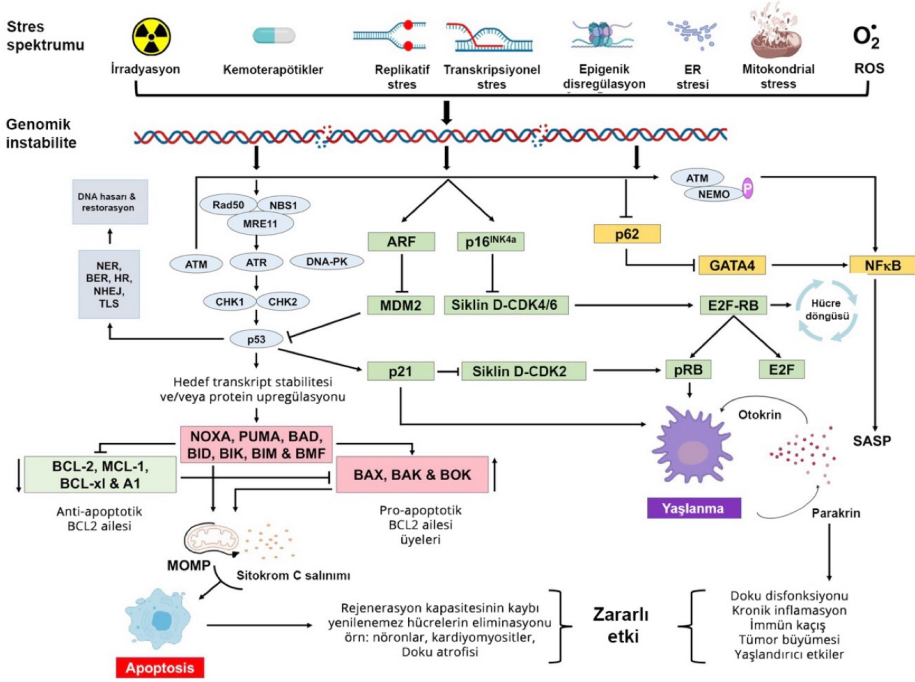 Stres
spektrumu
İrradyasyon
Kemoterapötikler
Replikatif
stres
Transkripsiyonel
stres
Epigenik
disregülasyon
ER
stresi
Mitokondrial
stress
O₂•
ROS
Genomik
instabilite
DNA hasarı &
restorasyon
NER,
BER, HR,
NHEJ,
TLS
Rad50
NBS1
MRE11
ATM
ATR
DNA-PK
CHK1
CHK2
p53
ARF
p16INK4a
MDM2
Siklin D-CDK4/6
p62
GATA4
ATM
NEMO
P
NFκB
E2F-RB
Hücre
döngüsü
p21
Siklin D-CDK2
pRB
E2F
Hedef transkript stabilitesi
ve/veya protein upregülasyonu
NOXA, PUMA, BAD,
BID, BIK, BIM & BMF
BCL-2, MCL-1,
BCL-xl & A1
BAX, BAK & BOK
Anti-apoptotik
BCL2 ailesi
Pro-apoptotik
BCL2 ailesi
üyeleri
MOMP
Sitokrom C salınımı
Apoptosis
Otokrin
SASP
Yaşlanma
Parakrin
Rejenerasyon kapasitesinin kaybı
yenilenemez hücrelerin eliminasyonu
örn: nöronlar, kardiyomyositler,
Doku atrofisi
Zararlı
etki
Doku disfonksiyonu
Kronik inflamasyon
İmmün kaçış
Tümor büyümesi
Yaşlandırıcı etkiler